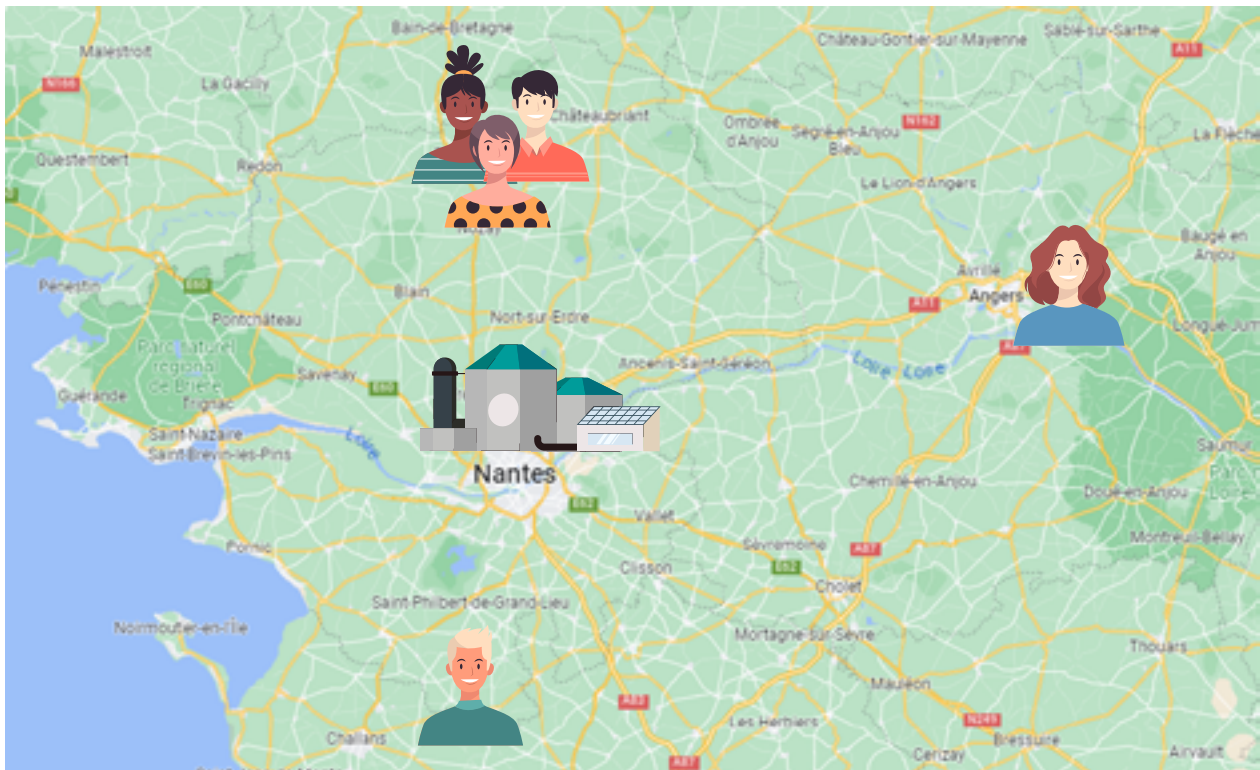 Bain-de-Bretagne
Sablé-sur-Sarthe
Château-Gontier-sur-Mayenne
Malestroit
A11
N166
La Gacilly
Châteaubriant
Ombrée
d'Anjou
N162
Segré-en-Anjou
Bleu
La Flèche
Questembert
Redon
Le Lion-d'Angers
Nozay
Baugé en
Anjou
Avrillé
Angers
Pénestin
E60
Blain
A11
Pontchâteau
Nort-sur-Erdre
Longué-Jum
A87
Parc naturel
régional
de Brière
Ancenis-Saint-Géréon
Loire
Loire
Savenay
E60
Guérande
Trignac
Saint-Nazaire
Saint-Brevin-les-Pins
Loire
Saumur
Nantes
Parc
Loire
Chemillé-en-Anjou
Doué-en-Anjou
E62
Vallet
Montreuil-Bellay
Pornic
Sèvremoine
A87
Clisson
E62
Cholet
Saint-Philbert-de-Grand-Lieu
Noirmoutier-en-l'Île
Mortagne-sur-Sèvre
Thouars
Mauléon
A83
Les Herbiers
N249
Bressuire
Challans
Cerizay
Airvault
A87